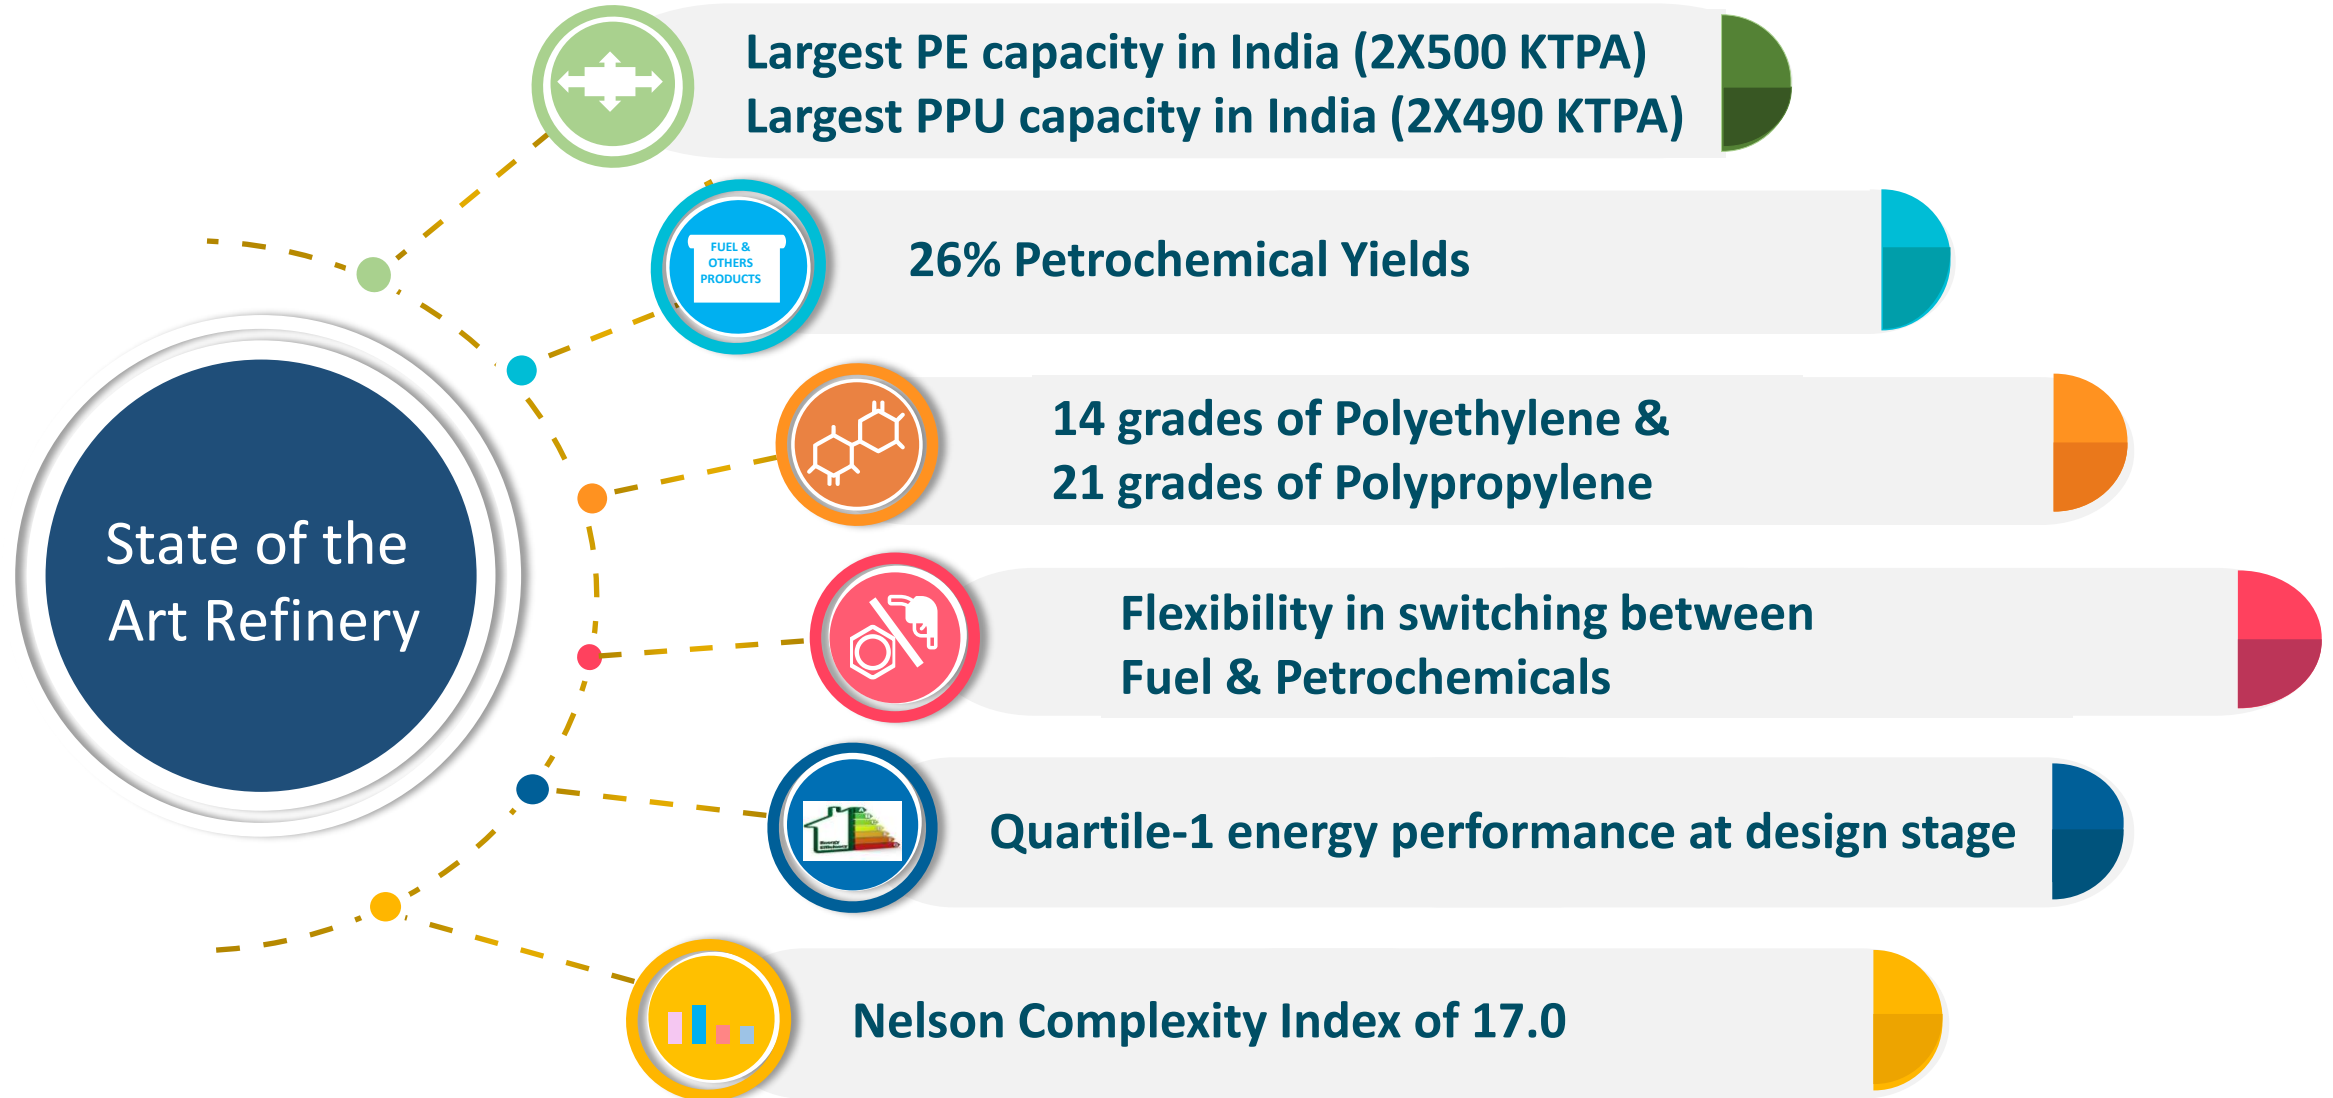 Largest PE capacity in India (2X500 KTPA)
Largest PPU capacity in India (2X490 KTPA)
FUEL &
OTHERS
PRODUCTS
26% Petrochemical Yields
14 grades of Polyethylene &
21 grades of Polypropylene
State of the
Art Refinery
Flexibility in switching between
Fuel & Petrochemicals
Energy
Efficiency
Quartile-1 energy performance at design stage
Nelson Complexity Index of 17.0